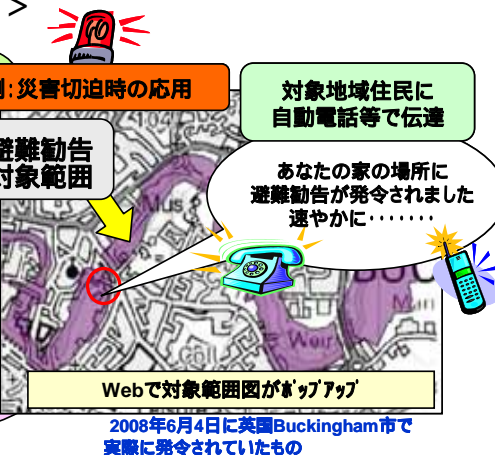 >
例:災害切迫時の応用
対象地域住民に
自動電話等で伝達
避難勧告
対象範囲
あなたの家の場所に
避難勧告が発令されました
速やかに・・・・・・・
Mus
Coll
Weir
Webで対象範囲図がﾎﾟｯﾌﾟｱｯﾌﾟ
2008年6月4日に英国Buckingham市で
実際に発令されていたもの